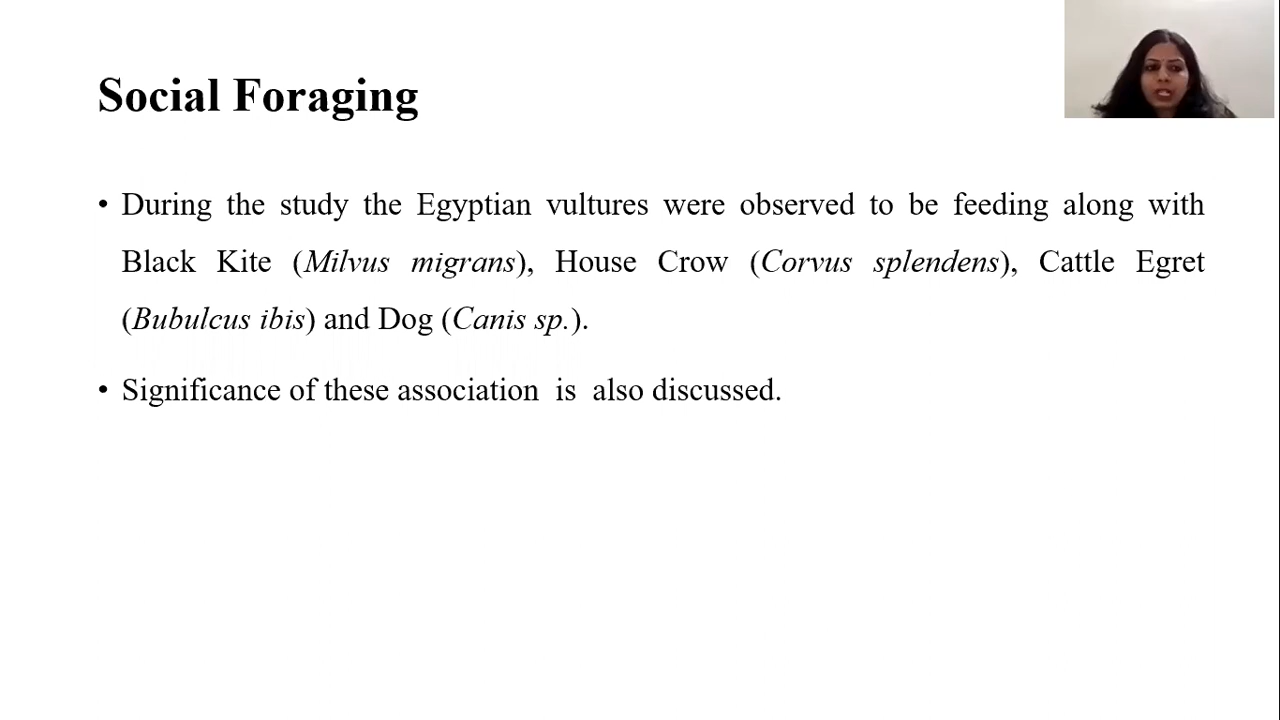 Social Foraging
• During the study the Egyptian vultures were observed to be feeding along with
Black Kite (Milvus migrans), House Crow (Corvus splendens), Cattle Egret
(Bubulcus ibis) and Dog (Canis sp.).
• Significance of these association is also discussed.